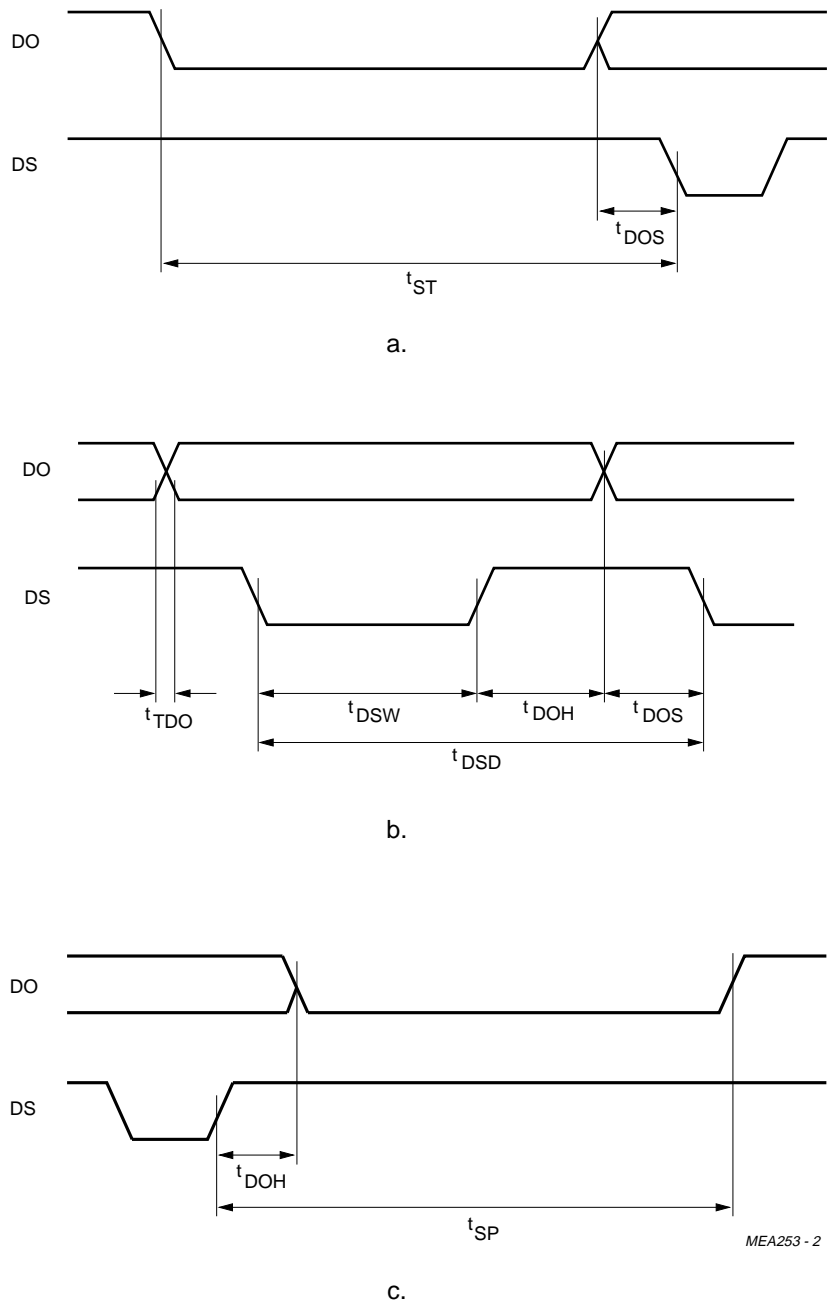 DO
DS
tDOS
tST
a.
DO
DS
tTDO
tDSW
tDOH
tDOS
tDSD
b.
DO
DS
tDOH
tSP
MEA253 - 2
c.